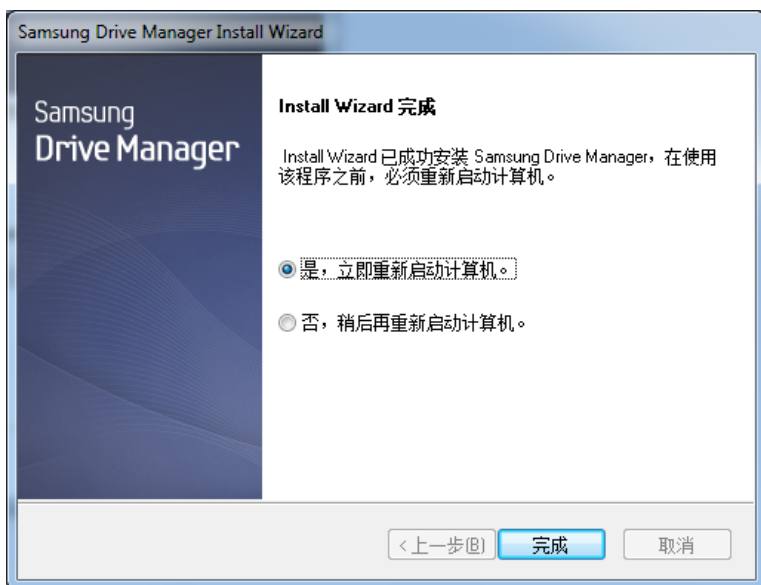 Samsung Drive Manager Install Wizard
Samsung
Drive Manager
Install Wizard 完成
Install Wizard 已成功安装 Samsung Drive Manager，在使用
该程序之前，必须重新启动计算机。
是，立即重新启动计算机。
否，稍后再重新启动计算机。
<上一步(B)
完成
取消